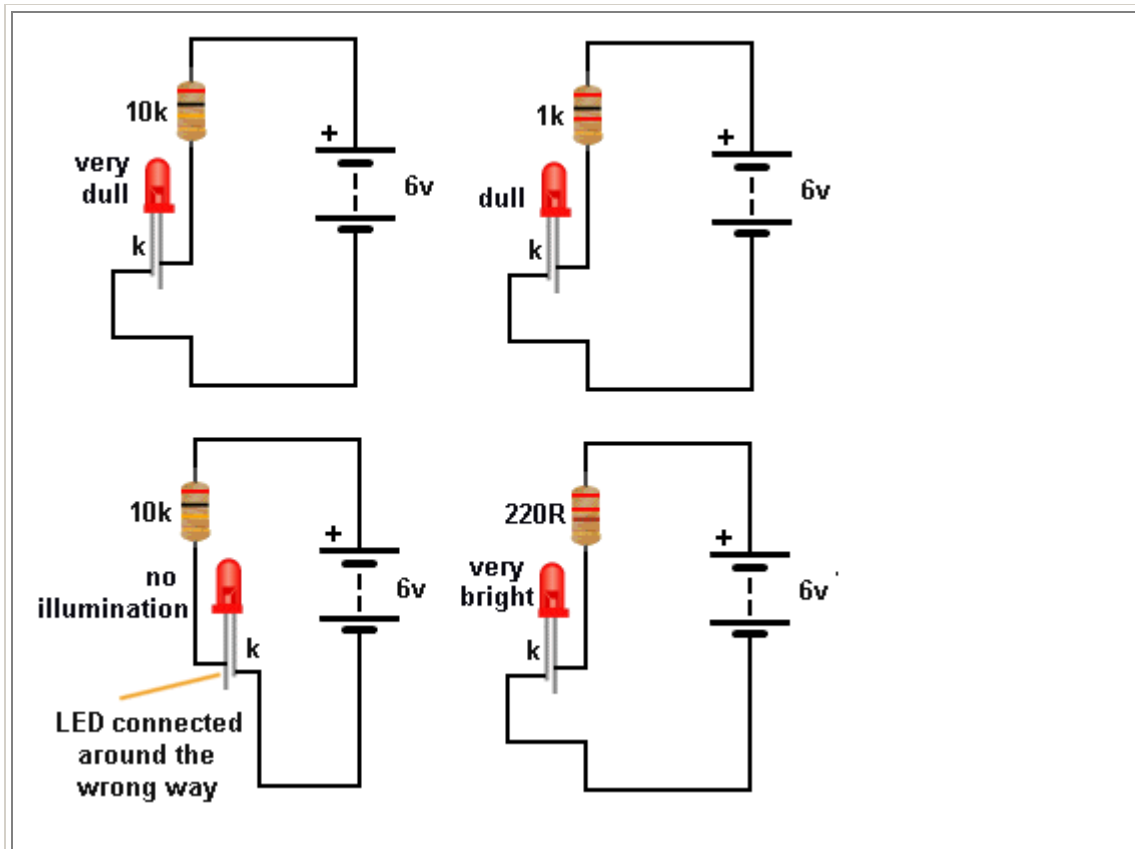 10k
+
very
dull
6v
k
1k
+
dull
6v
k
10k
+
no
illumination
6v
k
LED connected
around the
wrong way
220R
+
very
bright
6v
k